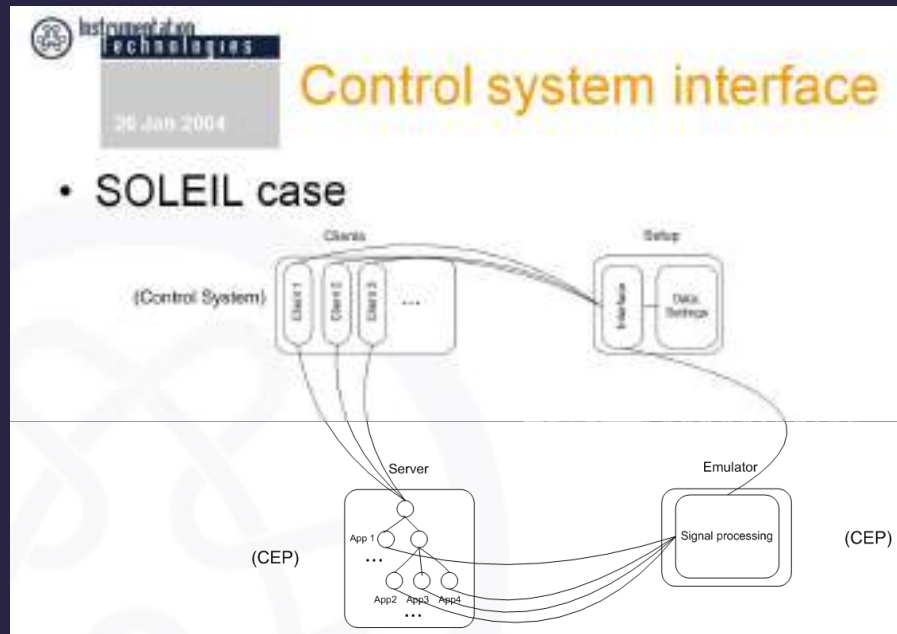 Instrumentation
Technologies
26 Jan 2004
Control system interface
• SOLEIL case
Clients
Setup
(Control System)
Client 1
Client 2
Client 3
...
Interface
Data
Settings
Server
Emulator
(CEP)
App 1
...
App2 App3 App4
...
Signal processing
(CEP)